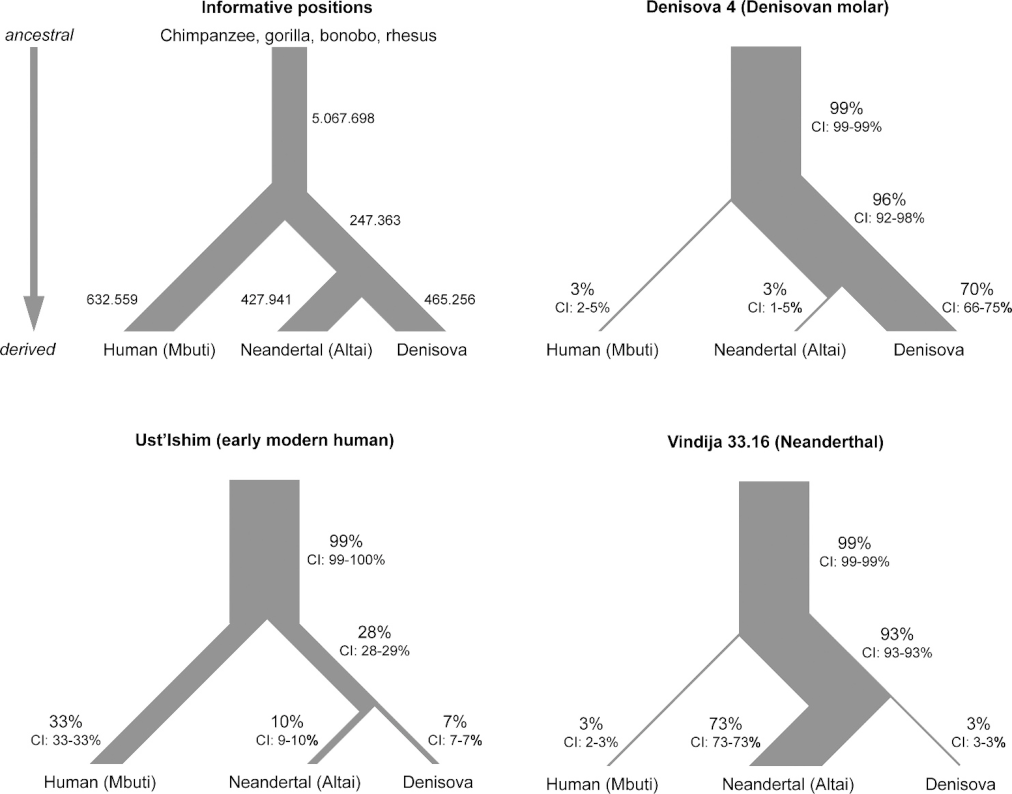 Informative positions
ancestral
Chimpanzee, gorilla, bonobo, rhesus
5.067.698
247.363
632.559
427.941
465.256
derived
Human (Mbuti)
Neandertal (Altai)
Denisova
Denisova 4 (Denisovan molar)
99%
CI: 99-99%
96%
CI: 92-98%
3%
CI: 2-5%
3%
CI: 1-5%
70%
CI: 66-75%
Human (Mbuti)
Neandertal (Altai)
Denisova
Ust’Ishim (early modern human)
99%
CI: 99-100%
28%
CI: 28-29%
33%
CI: 33-33%
10%
CI: 9-10%
7%
CI: 7-7%
Human (Mbuti)
Neandertal (Altai)
Denisova
Vindija 33.16 (Neanderthal)
99%
CI: 99-99%
93%
CI: 93-93%
3%
CI: 2-3%
73%
CI: 73-73%
3%
CI: 3-3%
Human (Mbuti)
Neandertal (Altai)
Denisova